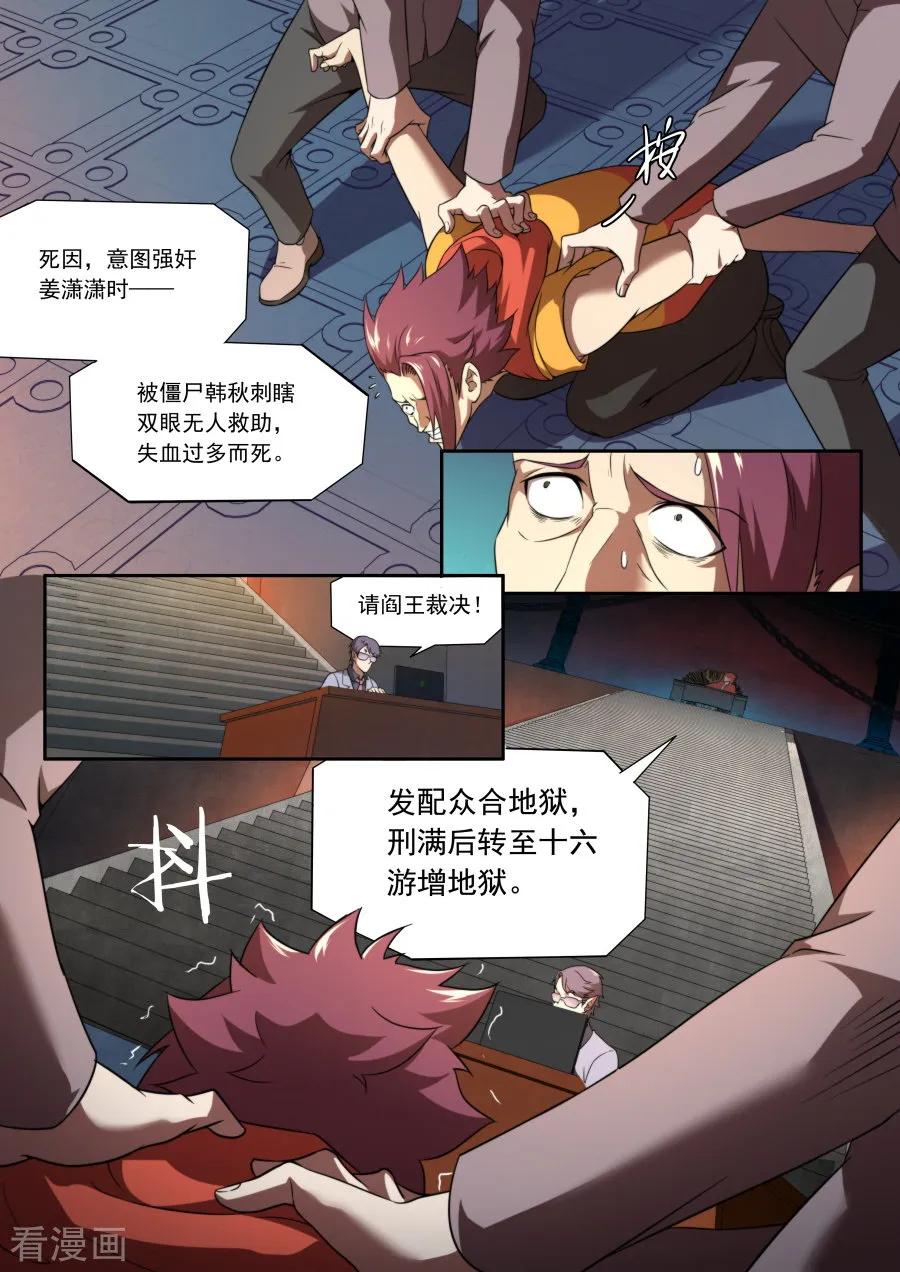 按
死因，意图强奸
姜潇潇时——
被僵尸韩秋刺瞎
双眼无人救助，
失血过多而死。
请阎王裁决！
发配众合地狱，
刑满后转至十六
游增地狱。
抖
看漫画